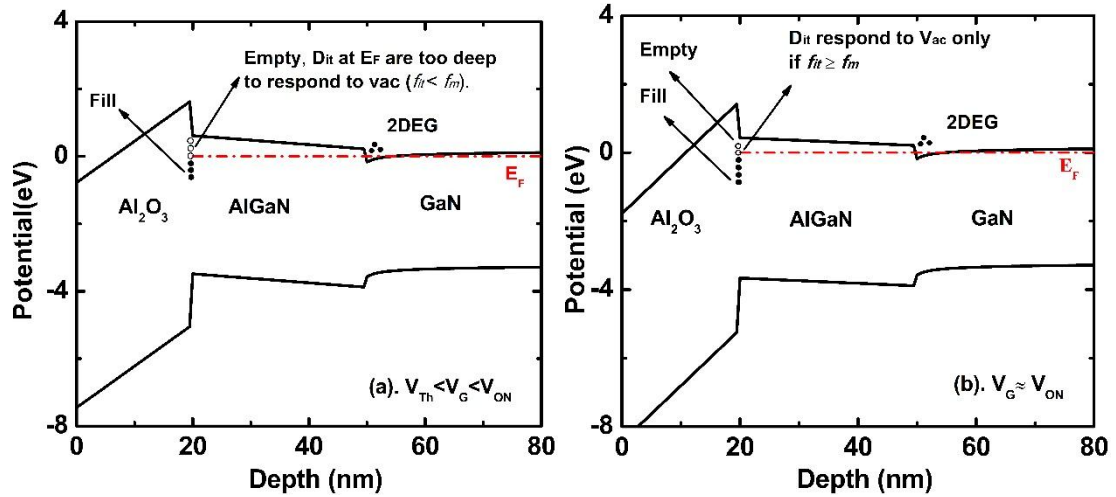 4
0
-4
-8
Potential(eV)
Empty, Dit at EF are too deep
to respond to vac (fit< fm).
Fill
2DEG
EF
Al2O3
AlGaN
GaN
(a). VTh<VG<VON
0
20
40
60
80
Depth (nm)
4
0
-4
-8
Potential (eV)
Dit respond to Vac only
if fit ≥ fm
Empty
Fill
2DEG
EF
Al2O3
AlGaN
GaN
(b). VG≈ VON
0
20
40
60
80
Depth (nm)